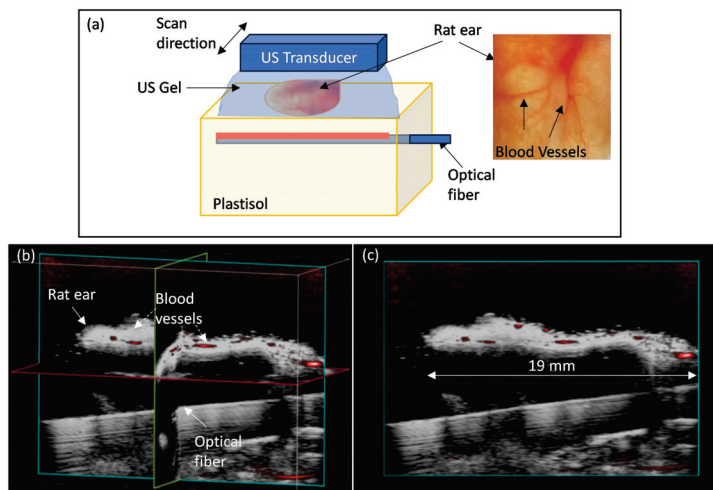 (a)
Scan
direction
US Transducer
Rat ear
US Gel
Blood Vessels
Optical
fiber
Plastisol
(b)
Rat ear
Blood
vessels
Optical
fiber
(c)
19 mm